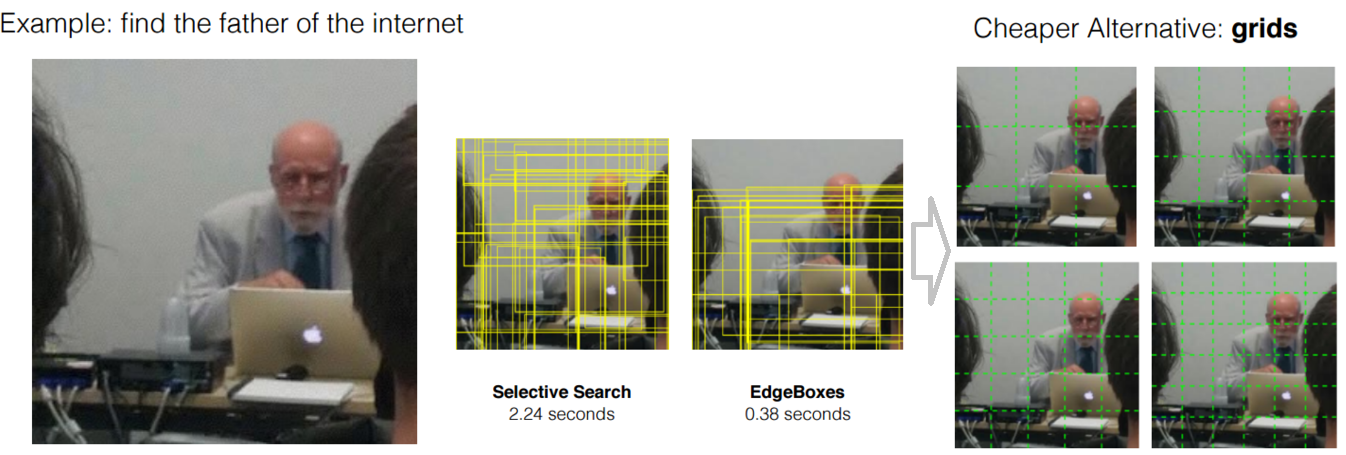 Example: find the father of the internet
Cheaper Alternative: grids
Selective Search
2.24 seconds
EdgeBoxes
0.38 seconds